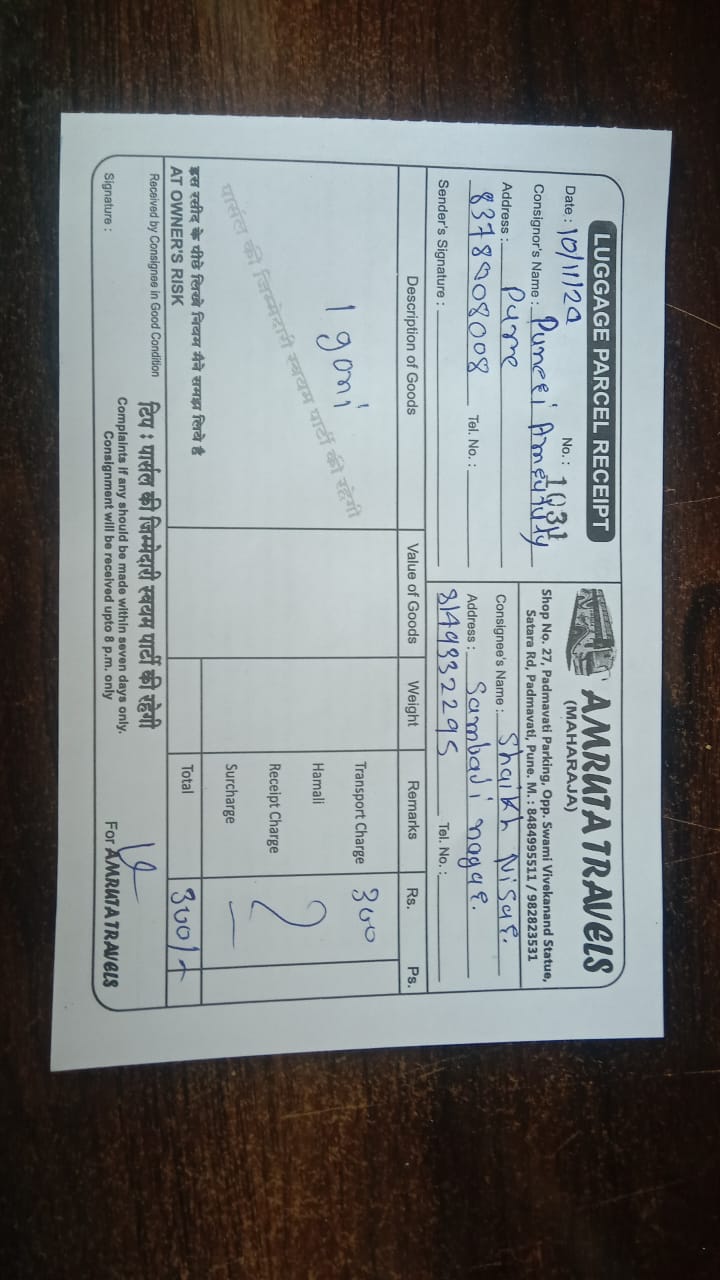 LUGGAGE PARCEL RECEIPT
Date : 10/11/24 No. :
Consignor's Name :
Address : Pune
8378908008 Tel. No. :
Sender's Signature :
AMRUTA TRAVELS
(MAHARAJA)
Shop No. 27, Padmavati Parking, Opp. Swami Vivekanand Statue,
Satara Rd, Padmavati, Pune. M. : 8484995511 / 982823531
Consignee's Name : Shaikh Nisar.
Address : Sambaji nagar.
8149832295 Tel. No. :
Description of Goods Value of Goods Weight Remarks Rs. Ps.
1 goni
Transport Charge 300
Hamali
Receipt Charge
Surcharge
पार्सल की जिम्मेदारी स्वयम पार्टी की रहेगी
Total 300/-
इस रसीद के पीछे लिखे नियम मैने समझ लिये है
AT OWNER'S RISK
Received by Consignee in Good Condition
टिप : पार्सल की जिम्मेदारी स्वयम पार्टी की रहेगी
Complaints if any should be made within seven days only.
Consignment will be received upto 8 p.m. only
Signature :
For AMRUTA TRAVELS